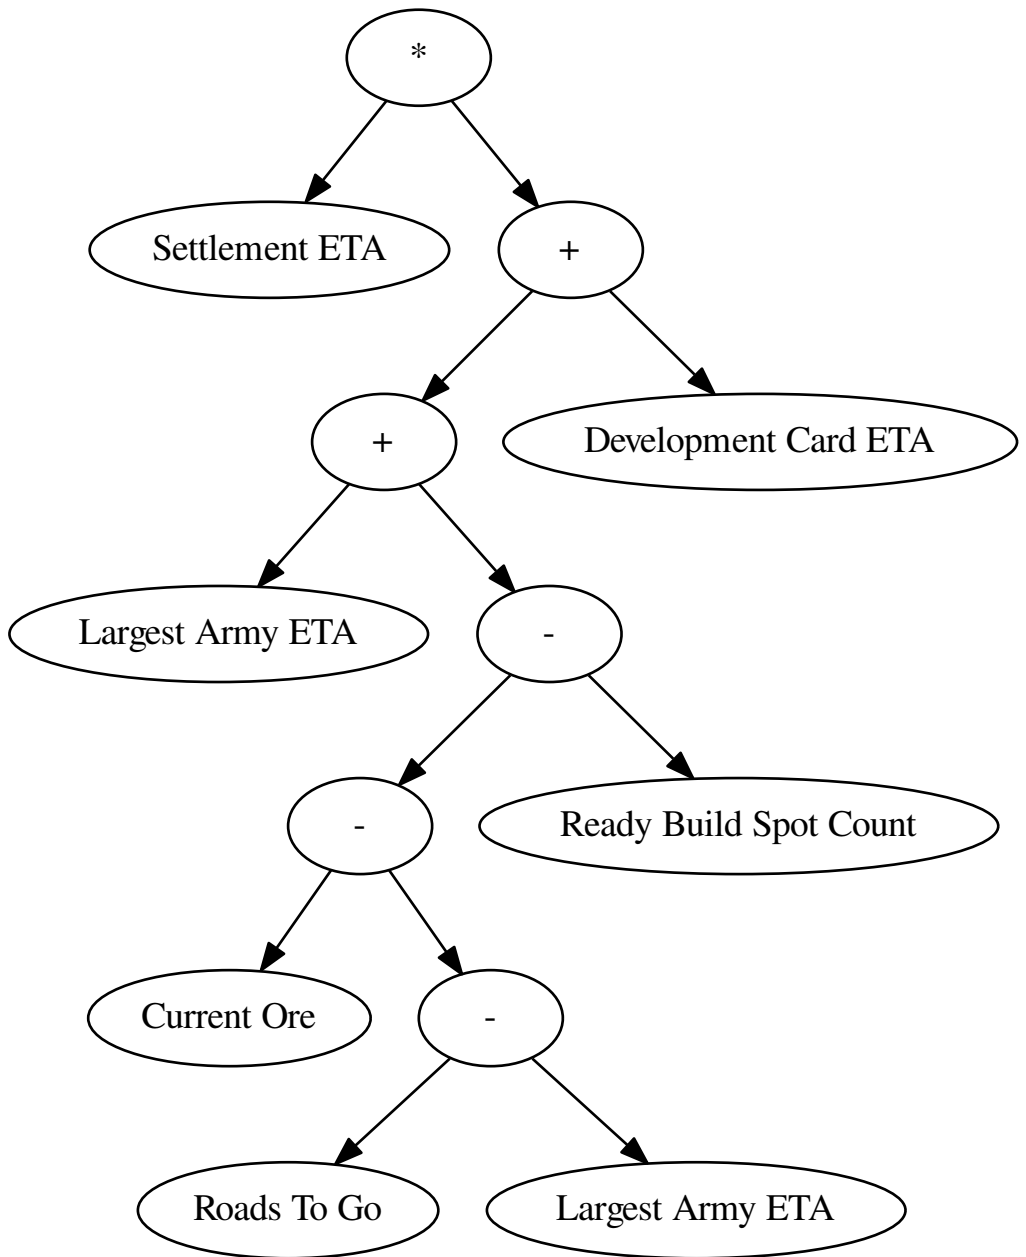 *
Settlement ETA
+
+
Development Card ETA
Largest Army ETA
-
-
Ready Build Spot Count
Current Ore
-
Roads To Go
Largest Army ETA